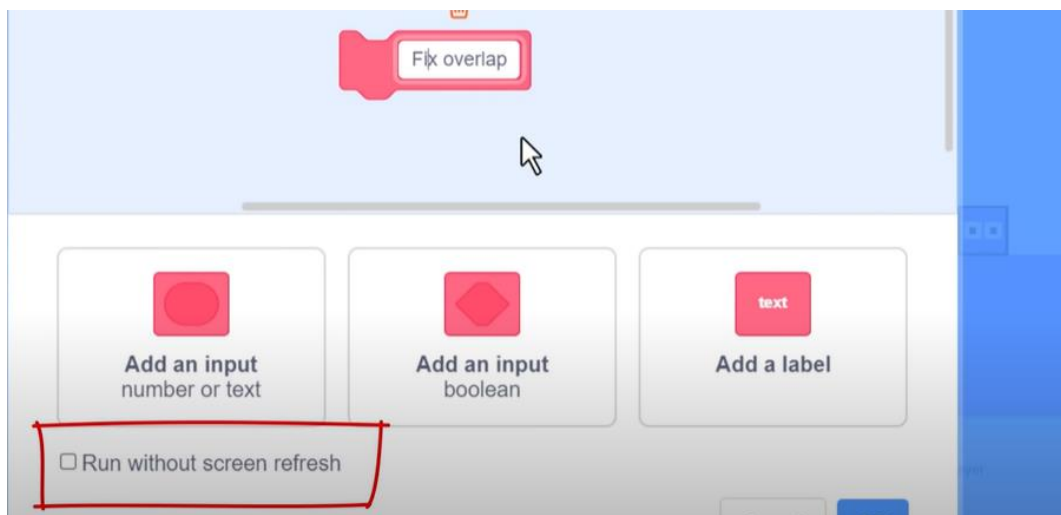 Fix overlap
text
Add an input
number or text
Add an input
boolean
Add a label
Run without screen refresh